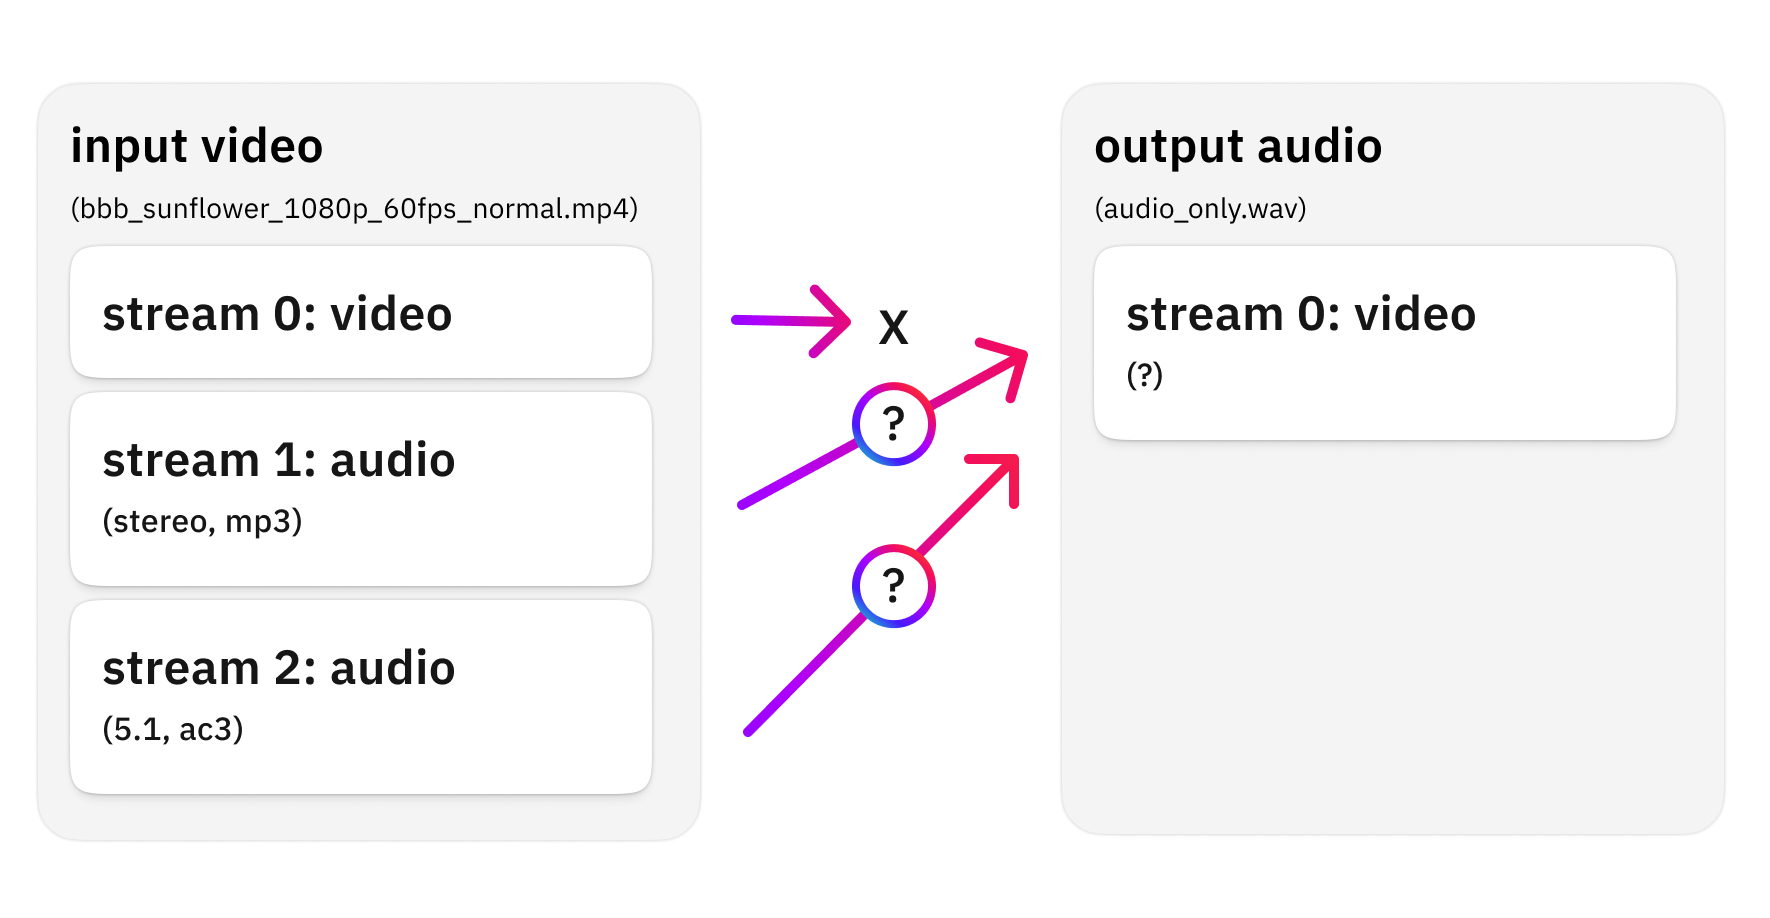 input video
(bbb_sunflower_1080p_60fps_normal.mp4)
stream 0: video
stream 1: audio
(stereo, mp3)
stream 2: audio
(5.1, ac3)
X
?
?
output audio
(audio_only.wav)
stream 0: video
(?)